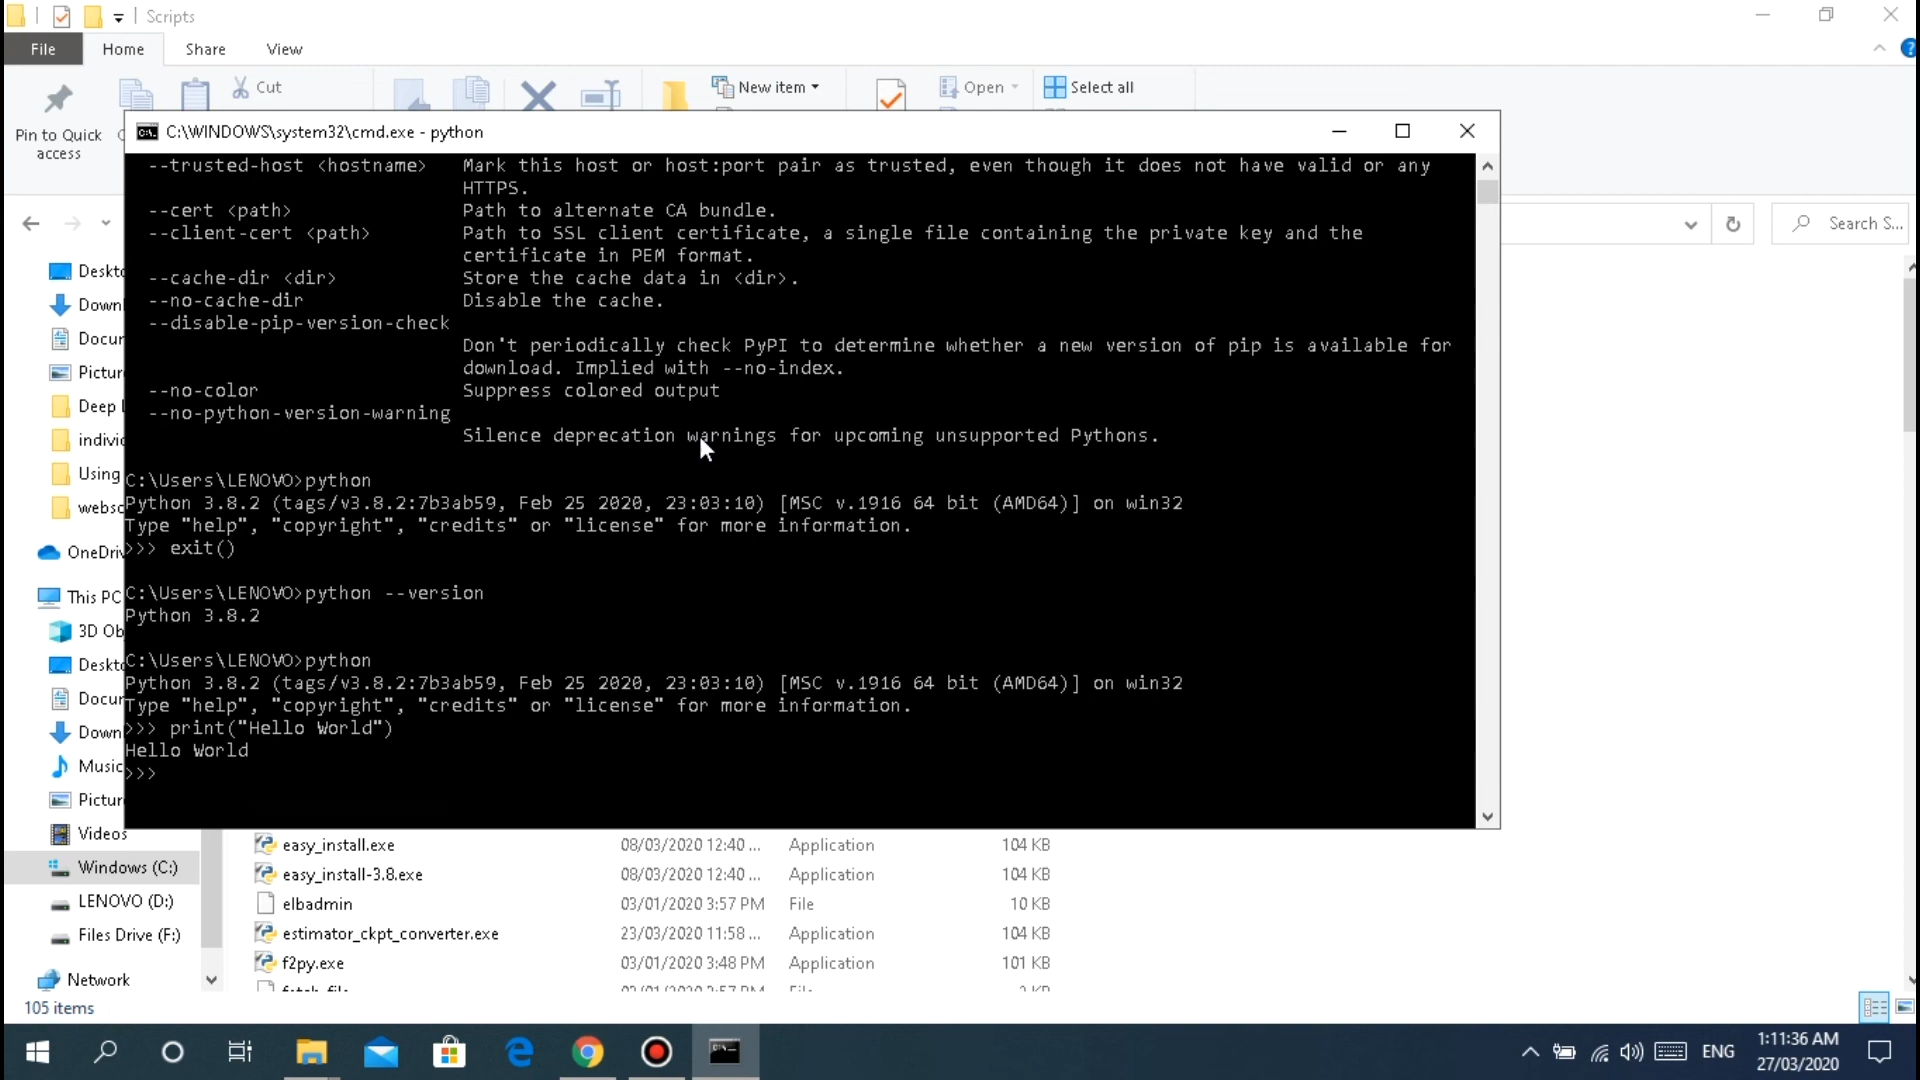 Scripts
File Home Share View
Cut
New item
Open
Select all
Pin to Quick
access
C:\WINDOWS\system32\cmd.exe - python
Search S...
--trusted-host <hostname> Mark this host or host:port pair as trusted, even though it does not have valid or any
HTTPS.
--cert <path> Path to alternate CA bundle.
--client-cert <path> Path to SSL client certificate, a single file containing the private key and the
certificate in PEM format.
--cache-dir <dir> Store the cache data in <dir>.
--no-cache-dir Disable the cache.
--disable-pip-version-check
Don't periodically check PyPI to determine whether a new version of pip is available for
download. Implied with --no-index.
--no-color Suppress colored output
--no-python-version-warning
Silence deprecation warnings for upcoming unsupported Pythons.
C:\Users\LENOVO>python
Python 3.8.2 (tags/v3.8.2:7b3ab59, Feb 25 2020, 23:03:10) [MSC v.1916 64 bit (AMD64)] on win32
Type "help", "copyright", "credits" or "license" for more information.
>>> exit()
C:\Users\LENOVO>python --version
Python 3.8.2
C:\Users\LENOVO>python
Python 3.8.2 (tags/v3.8.2:7b3ab59, Feb 25 2020, 23:03:10) [MSC v.1916 64 bit (AMD64)] on win32
Type "help", "copyright", "credits" or "license" for more information.
>>> print("Hello World")
Hello World
>>>
Deskto
Down
Docur
Pictur
Deep
individ
Using
websc
OneDriv
This PC
3D Ob
Deskto
Docur
Down
Music
Pictur
Videos
Windows (C:)
LENOVO (D:)
Files Drive (F:)
Network
easy_install.exe 08/03/2020 12:40 ... Application 104 KB
easy_install-3.8.exe 08/03/2020 12:40 ... Application 104 KB
elbadmin 03/01/2020 3:57 PM File 10 KB
estimator_ckpt_converter.exe 23/03/2020 11:58 ... Application 104 KB
f2py.exe 03/01/2020 3:48 PM Application 101 KB
105 items
ENG
1:11:36 AM
27/03/2020